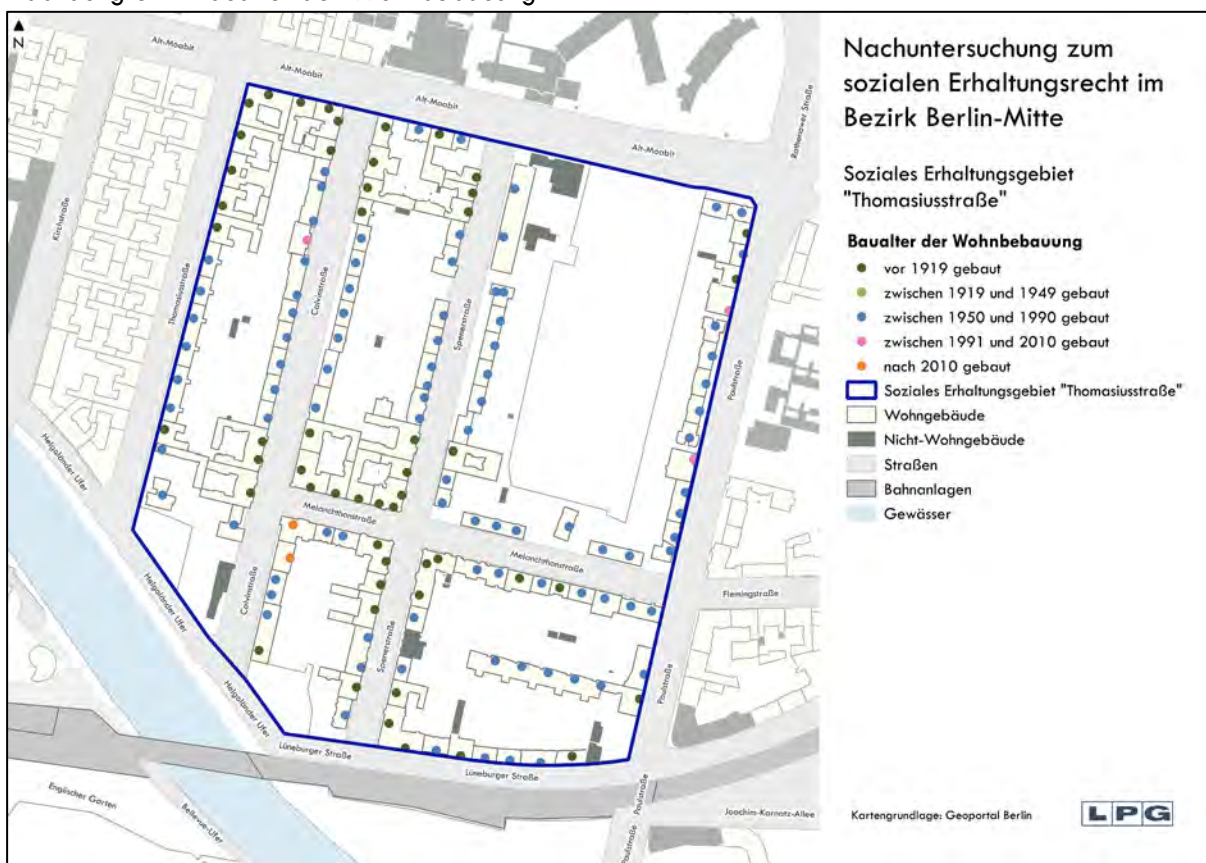 N
Alt-Moabit
Alt-Moabit
Alt-Moabit
Alt-Moabit
Rathenower Straße
Kirchstraße
Thomasiusstraße
Calvinstraße
Spenerstraße
Paulstraße
Helgoländer Ufer
Melanchthonstraße
Melanchthonstraße
Flemingstraße
Helgoländer Ufer
Calvinstraße
Spenerstraße
Paulstraße
Helgoländer Ufer
Lüneburger Straße
Lüneburger Straße
Englischer Garten
Bellevue-Ufer
Paulstraße
Paulstraße
Joachim-Karnatz-Allee
Nachuntersuchung zum
sozialen Erhaltungsrecht im
Bezirk Berlin-Mitte
Soziales Erhaltungsgebiet
"Thomasiusstraße"
Baualter der Wohnbebauung
vor 1919 gebaut
zwischen 1919 und 1949 gebaut
zwischen 1950 und 1990 gebaut
zwischen 1991 und 2010 gebaut
nach 2010 gebaut
Soziales Erhaltungsgebiet "Thomasiusstraße"
Wohngebäude
Nicht-Wohngebäude
Straßen
Bahnanlagen
Gewässer
Kartengrundlage: Geoportal Berlin
LPG